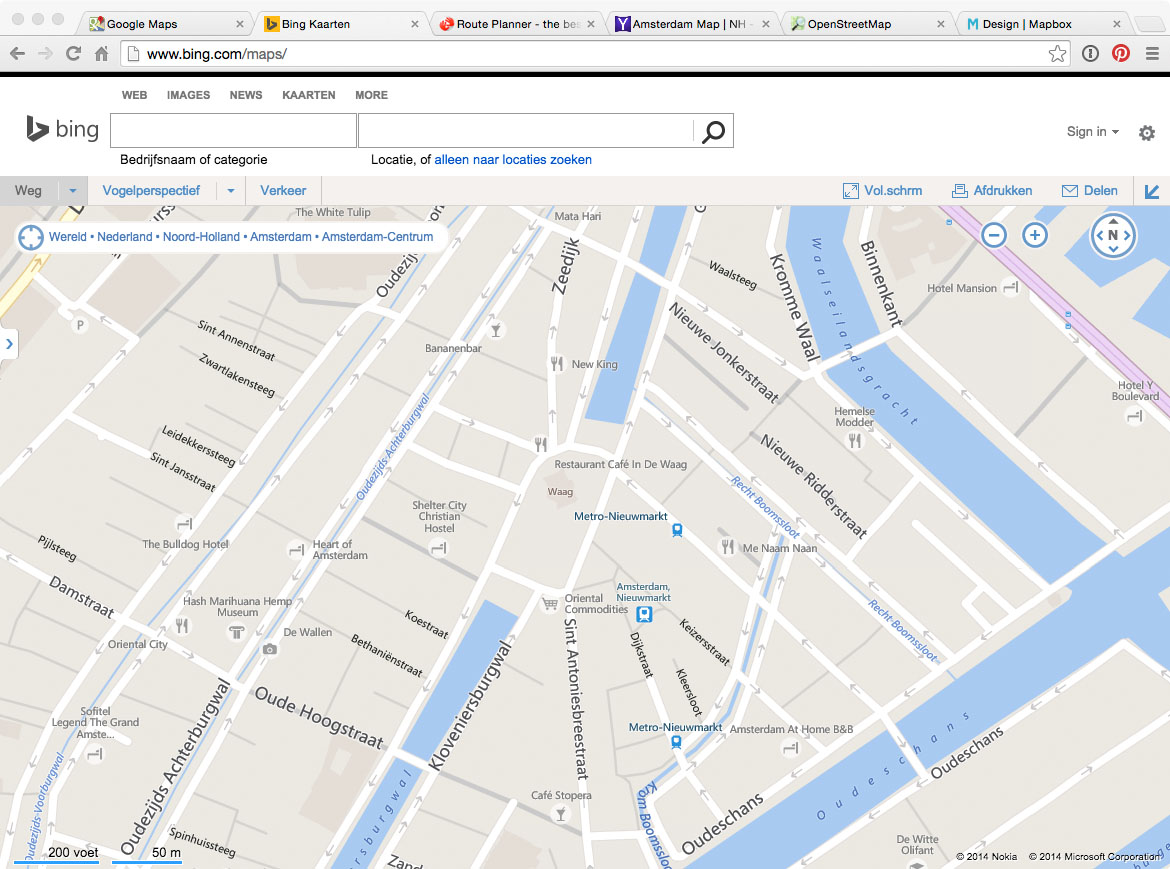 Google Maps
Bing Kaarten
Route Planner - the bes
Amsterdam Map | NH -
OpenStreetMap
Design | Mapbox
www.bing.com/maps/
WEB IMAGES NEWS KAARTEN MORE
bing
Sign in
Bedrijfsnaam of categorie
Locatie, of alleen naar locaties zoeken
Weg
Vogelperspectief
Verkeer
Vol.schrm
Afdrukken
Delen
Wereld • Nederland • Noord-Holland • Amsterdam • Amsterdam-Centrum
N
The White Tulip
Mata Hari
Zeedijk
Waalsteeg
Kromme Waal
Waalseilandsgracht
Binnenkant
Hotel Mansion
P
Sint Annenstraat
Zwartlakensteeg
Bananenbar
New King
Nieuwe Jonkerstraat
Hotel Y
Boulevard
Hemelse
Modder
Oudezijds Achterburgwal
Leidekkerssteeg
Sint Jansstraat
Restaurant Café In De Waag
Waag
Nieuwe Ridderstraat
Recht Boomssloot
Shelter City
Christian
Hostel
Metro-Nieuwmarkt
Me Naam Naan
The Bulldog Hotel
Heart of
Amsterdam
Pijlsteeg
Damstraat
Hash Marihuana Hemp
Museum
Oriental City
De Wallen
Koestraat
Bethaniënstraat
Oriental
Commodities
Amsterdam,
Nieuwmarkt
Recht Boomssloot
Dijkstraat
Keizersstraat
Kleersloot
Sint Antoniesbreestraat
Kloveniersburgwal
Oude Hoogstraat
Oudezijds Achterburgwal
Sofitel
Legend The Grand
Amste...
Metro-Nieuwmarkt
Amsterdam At Home B&B
Oudeschans
Oudeschans
Oudeschans
Oudezijds Voorburgwal
Café Stopera
Krom Boomssloot
rsburgwal
Spinhuissteeg
De Witte
Olifant
200 voet
50 m
© 2014 Nokia © 2014 Microsoft Corporation